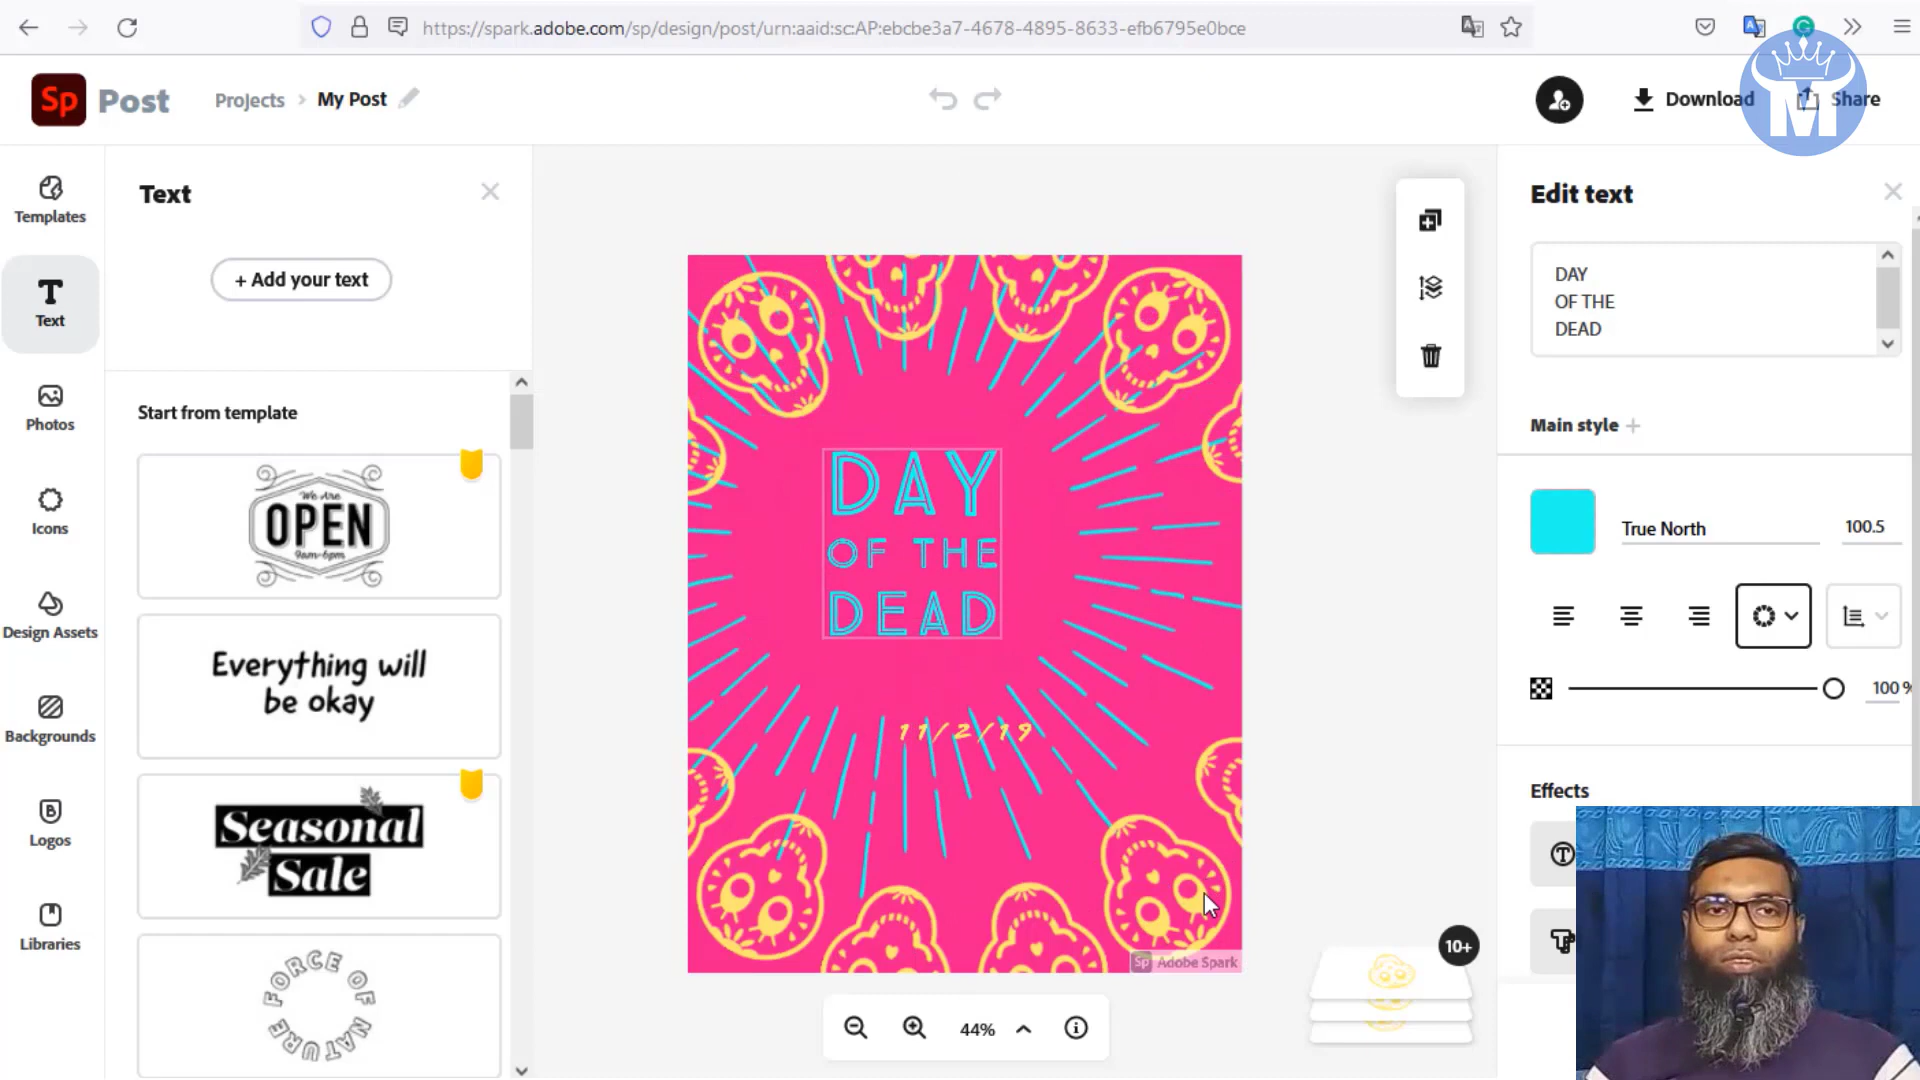 https://spark.adobe.com/sp/design/post/urn:aaid:sc:AP:ebcbe3a7-4678-4895-8633-efb6795e0bce
Sp Post
Projects > My Post
Download
Share
M
Templates
Text
Photos
Icons
Design Assets
Backgrounds
Logos
Libraries
Text
+ Add your text
Start from template
We Are
OPEN
9am-6pm
Everything will
be okay
Seasonal
Sale
FORCE OF NATURE
DAY
OF THE
DEAD
11/2/19
Sp Adobe Spark
44%
10+
Edit text
DAY
OF THE
DEAD
Main style +
True North
100.5
100 %
Effects